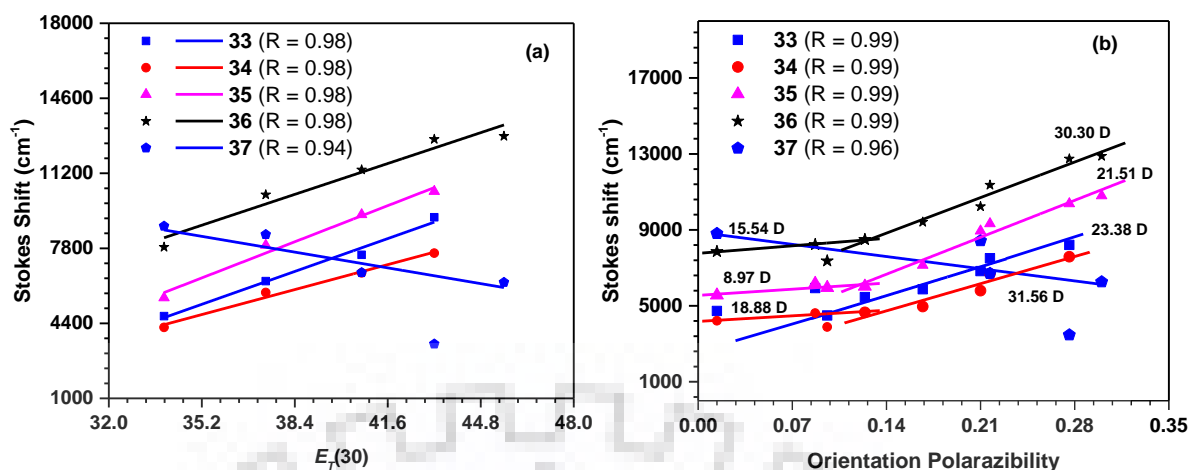 18000
14600
11200
7800
4400
1000
Stokes Shift (cm-1)
33 (R = 0.98)
34 (R = 0.98)
35 (R = 0.98)
36 (R = 0.98)
37 (R = 0.94)
(a)
32.0 35.2 38.4 41.6 44.8 48.0
ET(30)
17000
13000
9000
5000
1000
Stokes shift (cm-1)
33 (R = 0.99)
34 (R = 0.99)
35 (R = 0.99)
36 (R = 0.99)
37 (R = 0.96)
(b)
30.30 D
21.51 D
15.54 D
23.38 D
8.97 D
18.88 D
31.56 D
0.00 0.07 0.14 0.21 0.28 0.35
Orientation Polarazibility